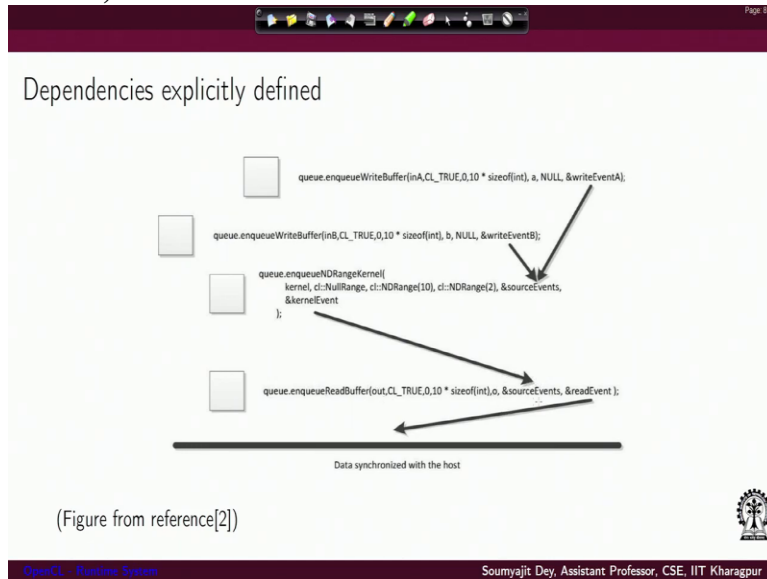 Page: 8
Dependencies explicitly defined
queue.enqueueWriteBuffer(inA,CL_TRUE,0,10 * sizeof(int), a, NULL, &writeEventA);
queue.enqueueWriteBuffer(inB,CL_TRUE,0,10 * sizeof(int), b, NULL, &writeEventB);
queue.enqueueNDRangeKernel(
kernel, cl::NullRange, cl::NDRange(10), cl::NDRange(2), &sourceEvents,
&kernelEvent
);
queue.enqueueReadBuffer(out,CL_TRUE,0,10 * sizeof(int),o, &sourceEvents, &readEvent );
Data synchronized with the host
(Figure from reference[2])
OpenCL - Runtime System
Soumyajit Dey, Assistant Professor, CSE, IIT Kharagpur